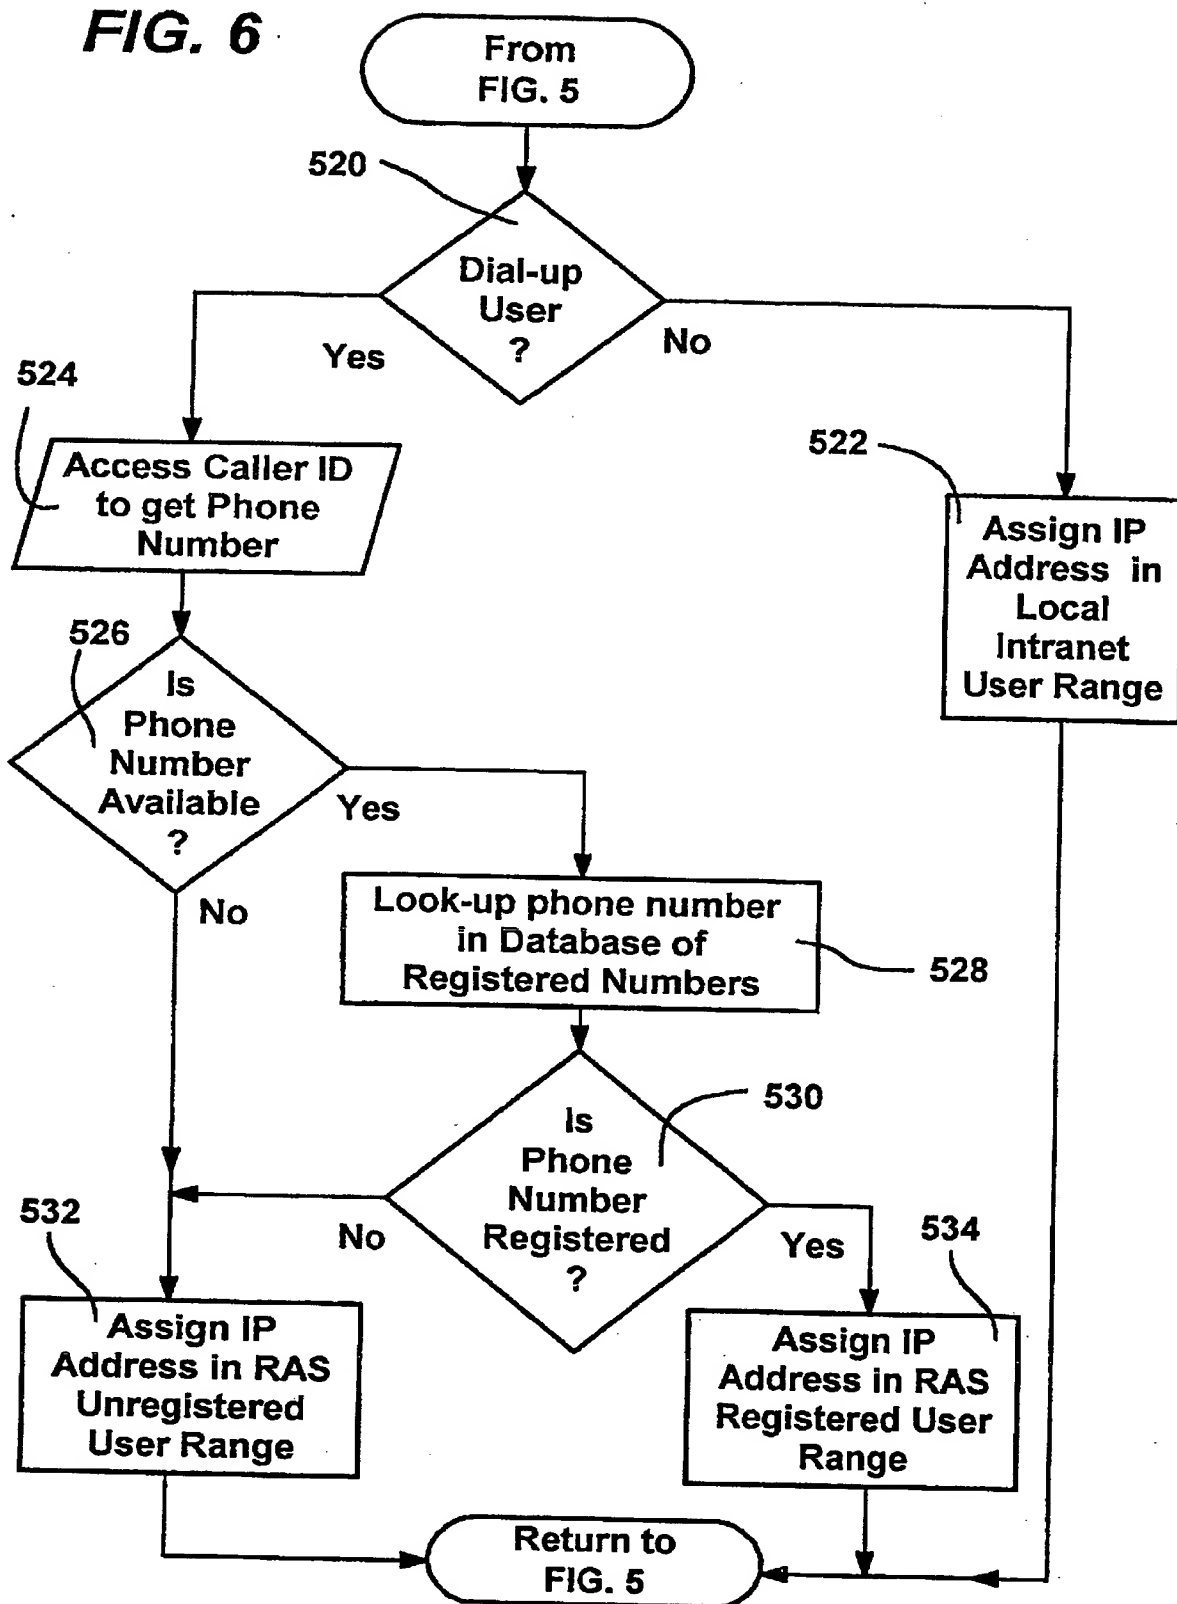 FIG. 6
From
FIG. 5
520
Dial-up
User
?
Yes
No
524
Access Caller ID
to get Phone
Number
522
Assign IP
Address in
Local
Intranet
User Range
526
Is
Phone
Number
Available
?
Yes
No
Look-up phone number
in Database of
Registered Numbers
528
Is
Phone
Number
Registered
?
530
No
Yes
532
Assign IP
Address in RAS
Unregistered
User Range
534
Assign IP
Address in RAS
Registered User
Range
Return to
FIG. 5